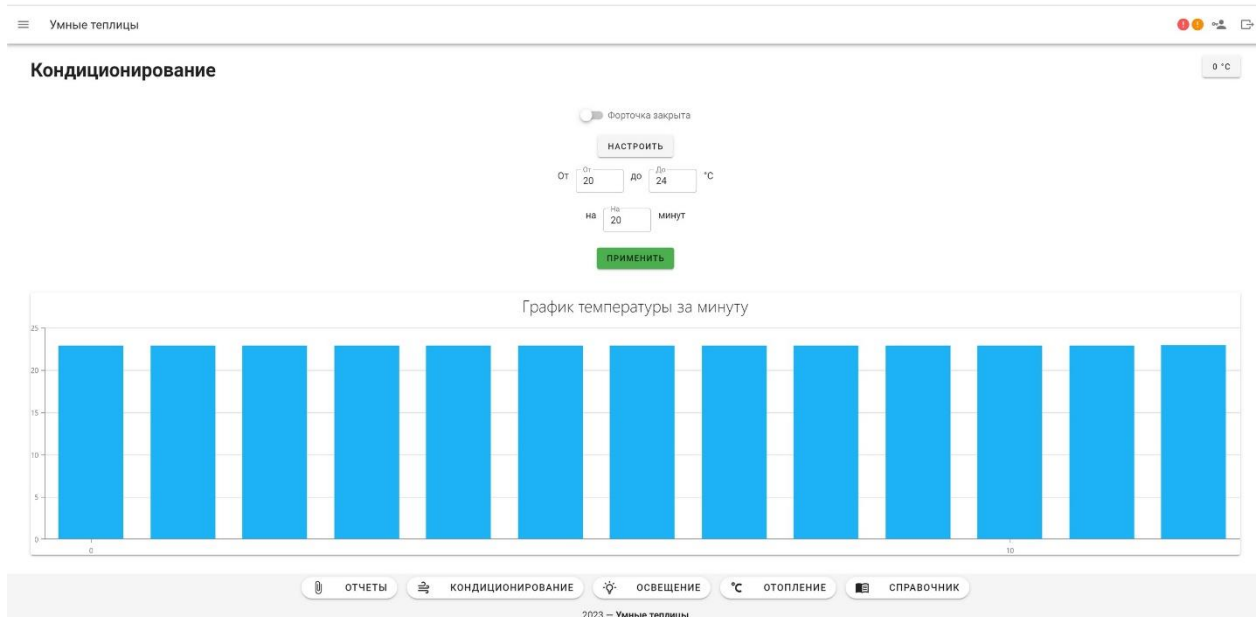 Умные теплицы
! !
Кондиционирование
0 °C
Форточка закрыта
НАСТРОИТЬ
От До
От 20 до 24 °C
На
на 20 минут
ПРИМЕНИТЬ
График температуры за минуту
25
20
15
10
5
0
0 10
ОТЧЕТЫ КОНДИЦИОНИРОВАНИЕ ОСВЕЩЕНИЕ °C ОТОПЛЕНИЕ СПРАВОЧНИК
2023 — Умные теплицы